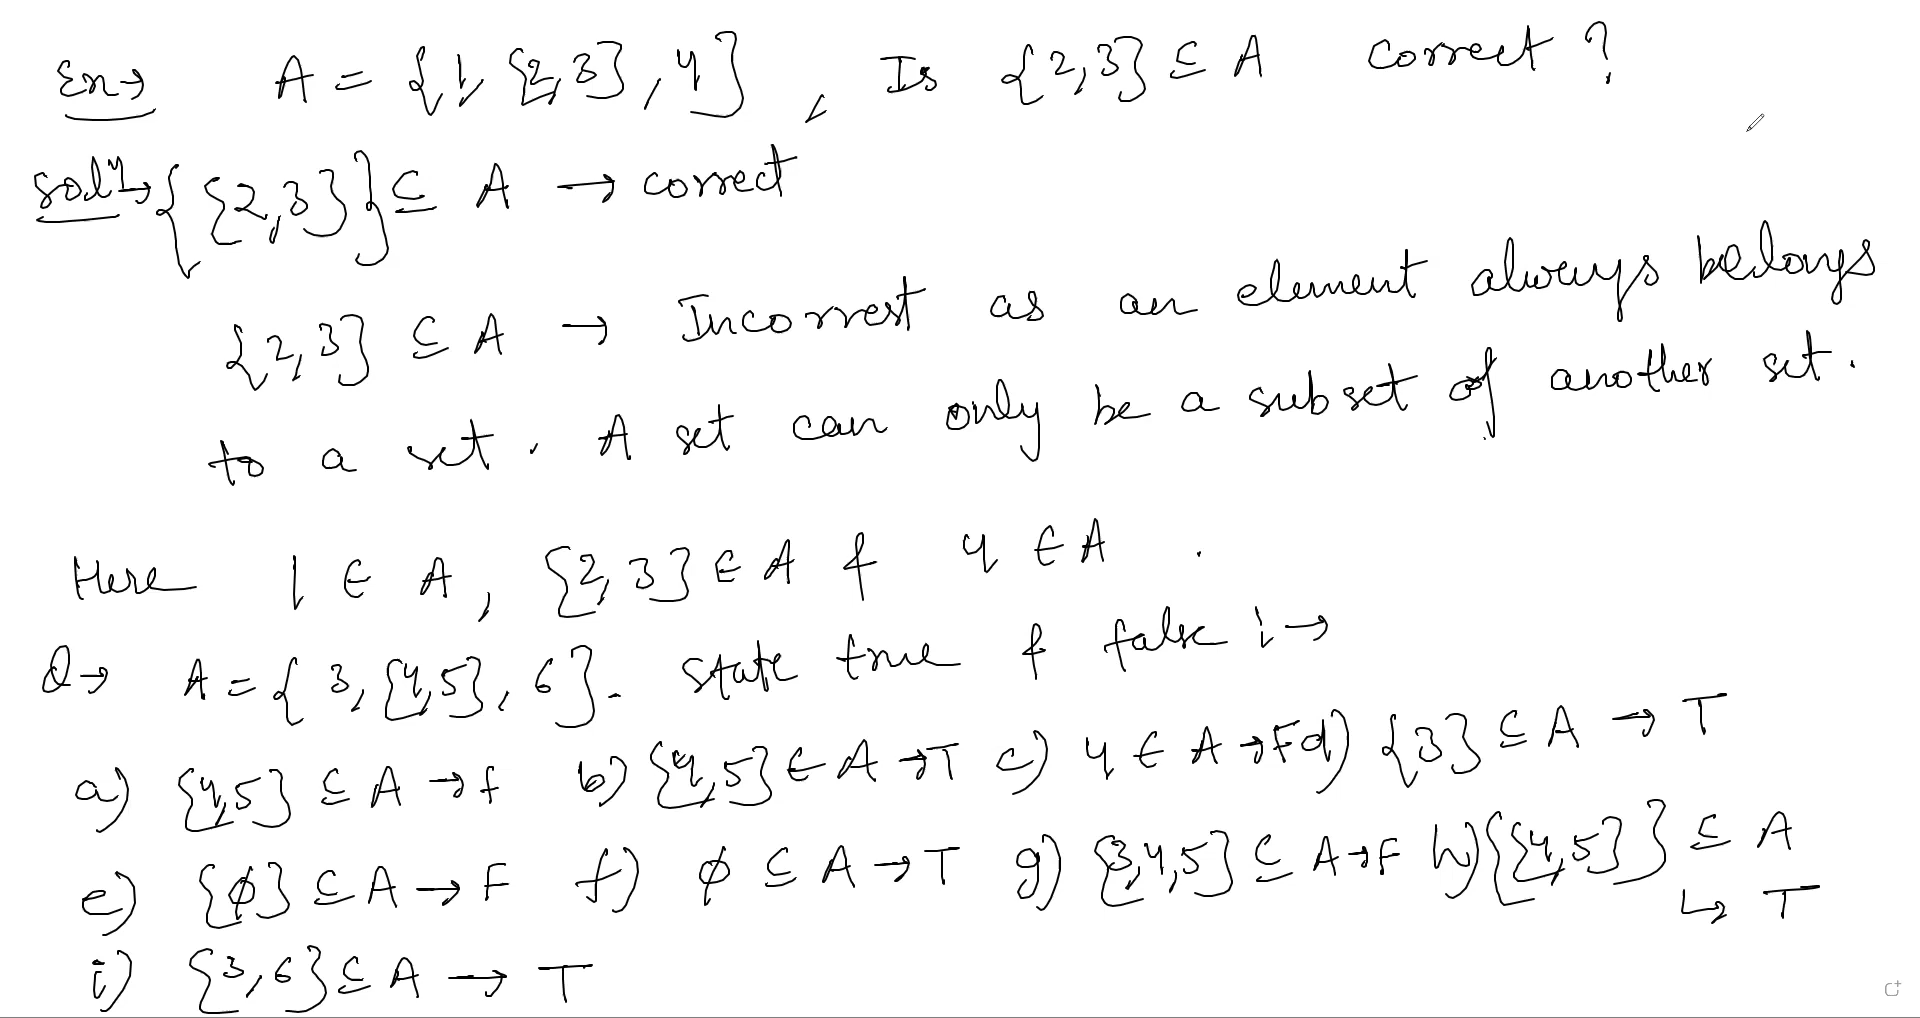 Ex→ A = {1, {2,3}, 4}, Is {2,3} ⊆ A correct?
Solⁿ→ {{2,3}} ⊆ A → correct
{2,3} ⊆ A → Incorrect as an element always belongs
to a set. A set can only be a subset of another set.
Here 1 ∈ A, {2,3} ∈ A & 4 ∈ A.
Q→ A = {3, {4,5}, 6}. State true & false :→
a) {4,5} ⊆ A → F b) {4,5} ∈ A → T c) 4 ∈ A → F d) {3} ⊆ A → T
e) {ϕ} ⊆ A → F f) ϕ ⊆ A → T g) {3,4,5} ⊆ A → F h) {{4,5}} ⊆ A
↳ T
i) {3,6} ⊆ A → T